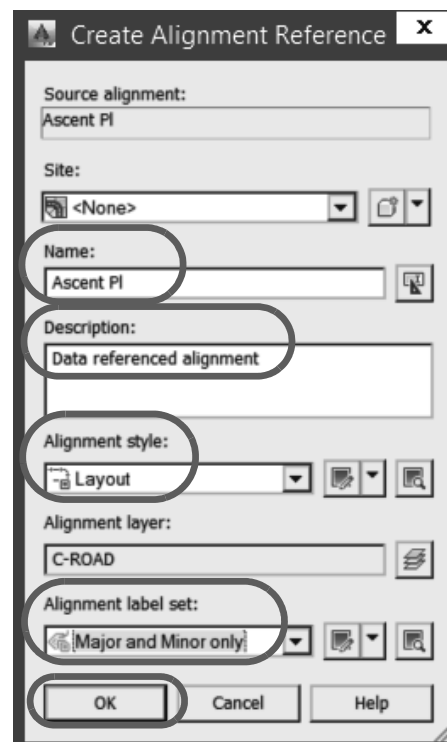 Create Alignment Reference x
Source alignment:
Ascent Pl
Site:
<None>
Name:
Ascent Pl
Description:
Data referenced alignment
Alignment style:
Layout
Alignment layer:
C-ROAD
Alignment label set:
Major and Minor only
OK Cancel Help